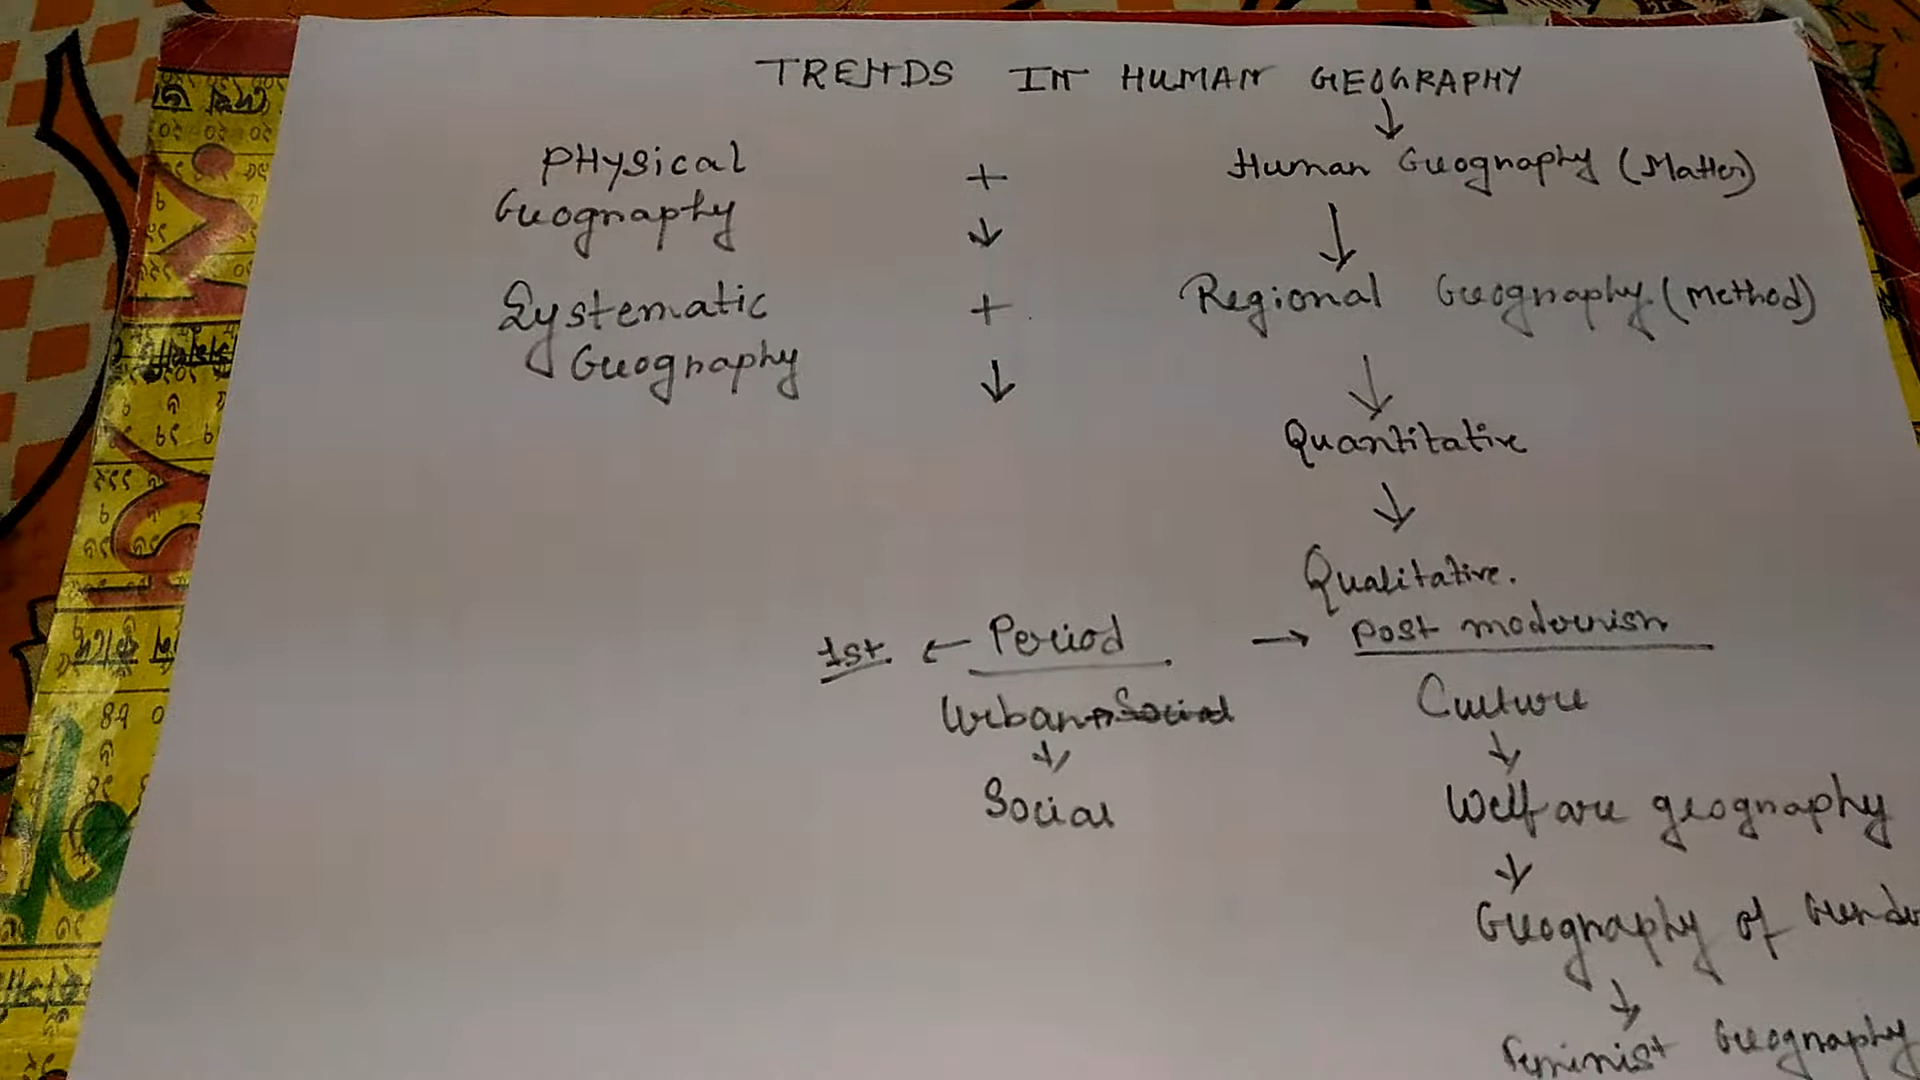 TRENDS IN HUMAN GEOGRAPHY
↓
PHysical + Human Geography (Matter)
Geography ↓ ↓
Systematic + Regional Geography. (Method)
Geography ↓ ↓
Quantitative
↓
Qualitative.
1st ← Period → Post modernism
Urban Culture
↓ ↓
Social Welfare geography
↓
Geography of
↓
Feminist Geography